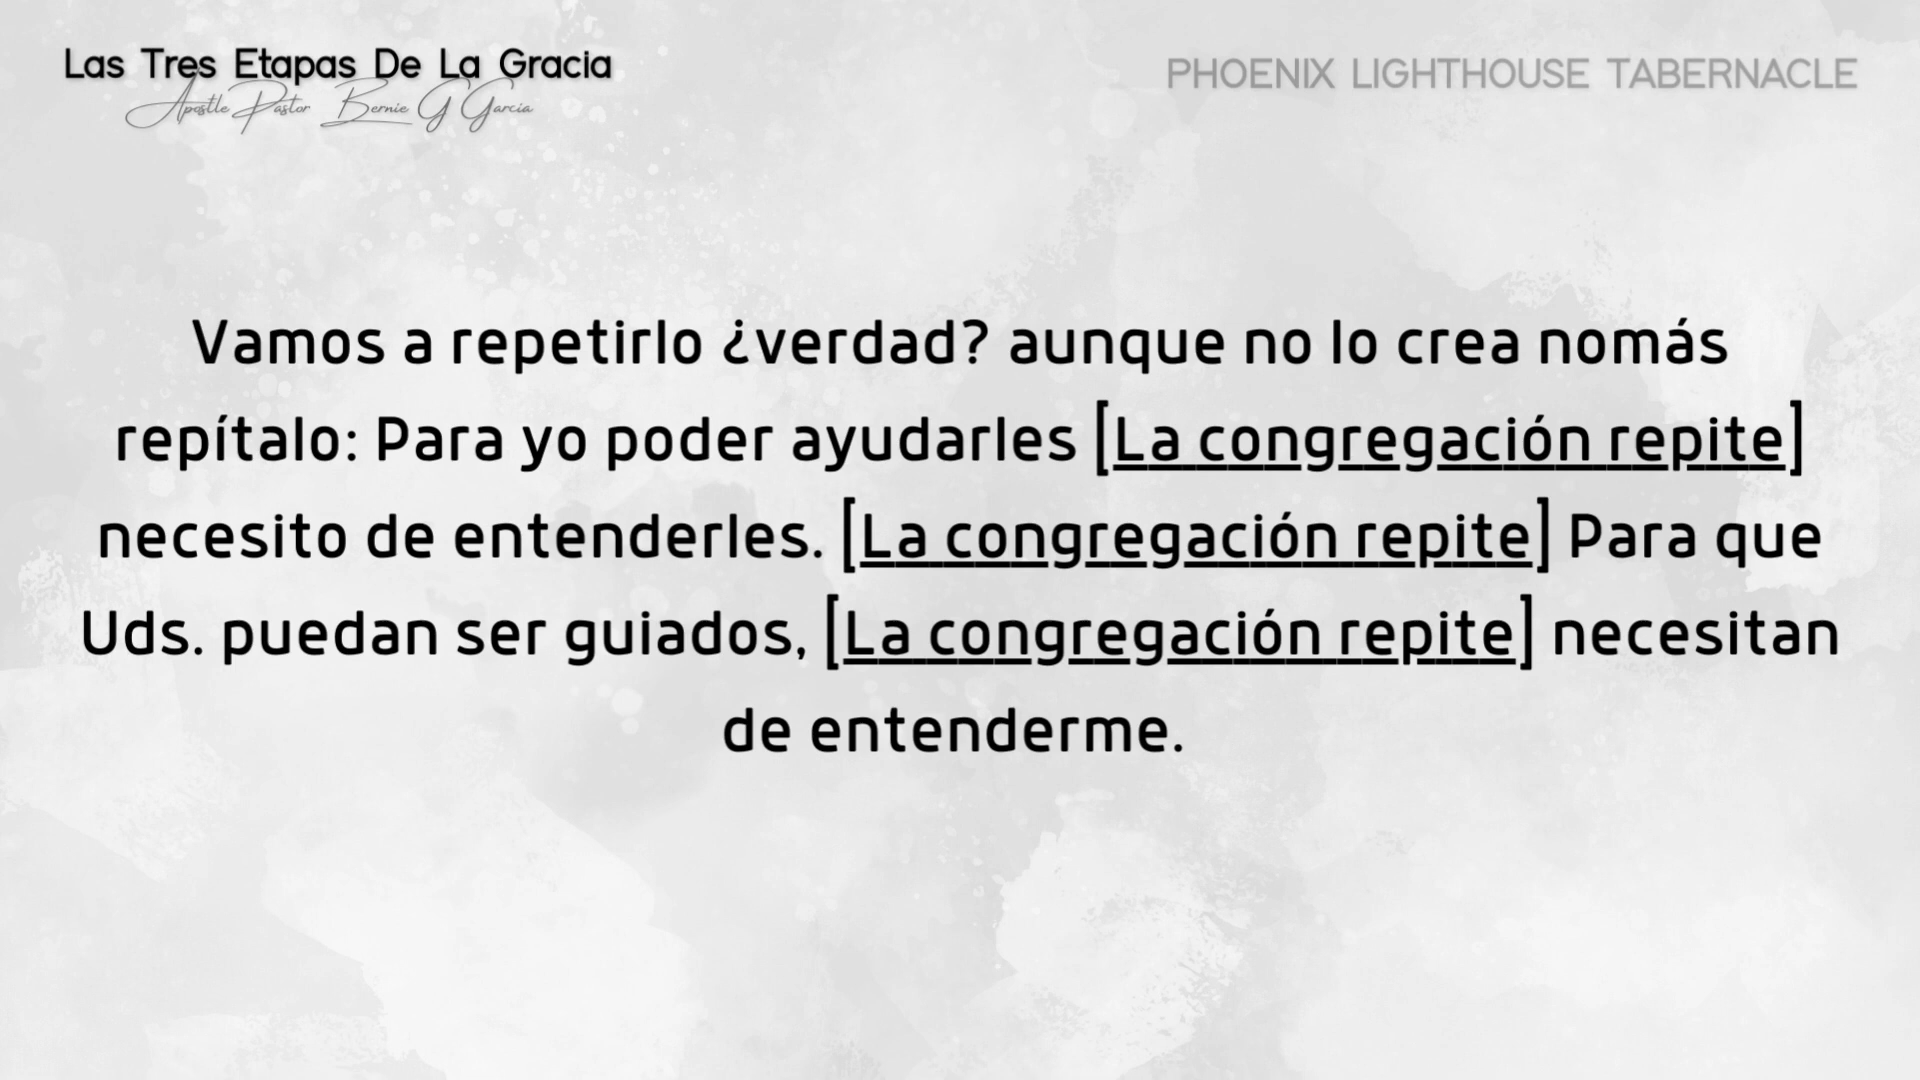 Las Tres Etapas De La Gracia
Apostle Pastor Bernie G Garcia
PHOENIX LIGHTHOUSE TABERNACLE
Vamos a repetirlo ¿verdad? aunque no lo crea nomás
repítalo: Para yo poder ayudarles [La congregación repite]
necesito de entenderles. [La congregación repite] Para que
Uds. puedan ser guiados, [La congregación repite] necesitan
de entenderme.